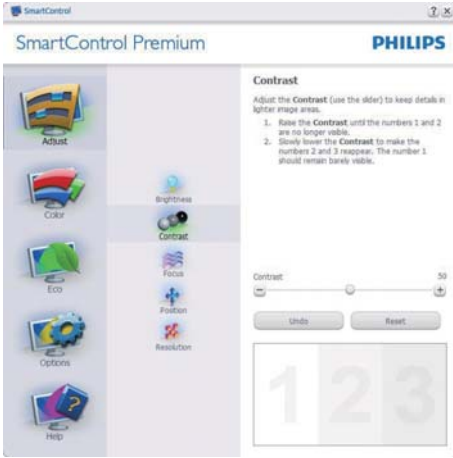 SmartControl
SmartControl Premium
PHILIPS
Adjust
Color
Eco
Options
Help
Brightness
Contrast
Focus
Position
Resolution
Contrast
Adjust the Contrast (use the slider) to keep details in
lighter image areas.
1. Raise the Contrast until the numbers 1 and 2
are no longer visible.
2. Slowly lower the Contrast to make the
numbers 2 and 3 reappear. The number 1
should remain barely visible.
Contrast 50
Undo Reset
1 2 3